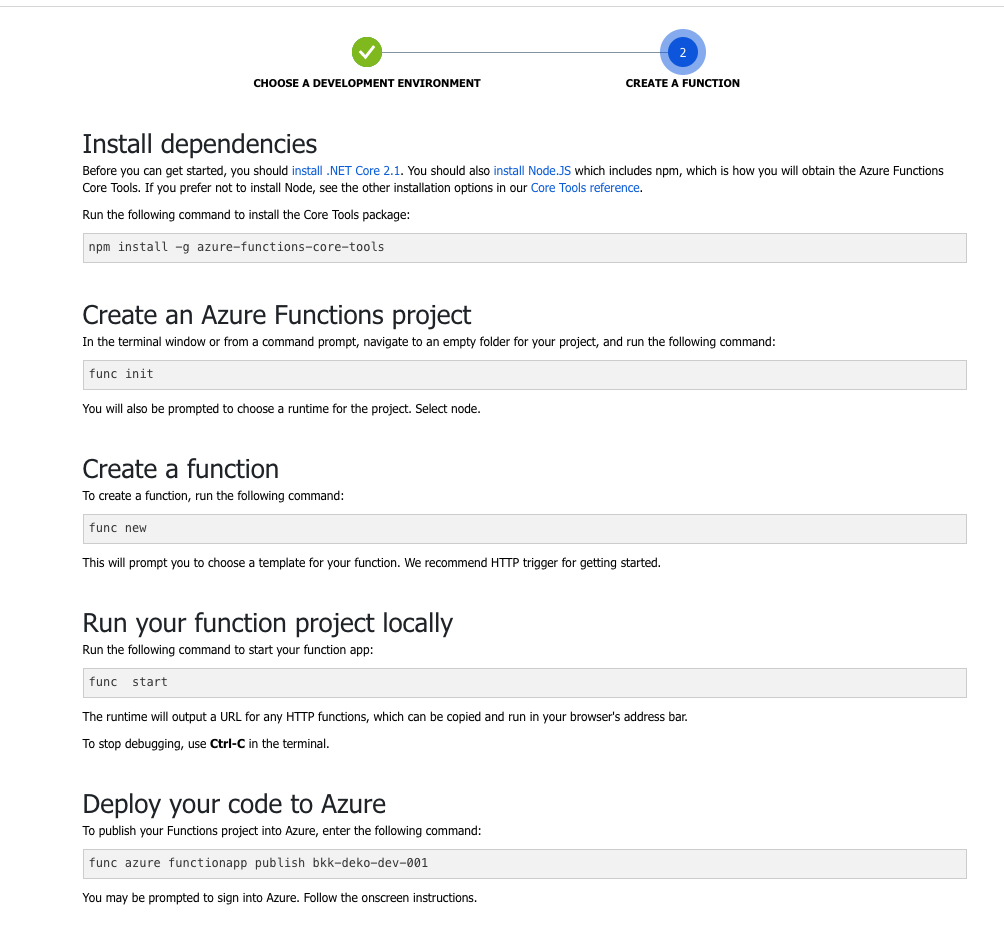 2
CHOOSE A DEVELOPMENT ENVIRONMENT
CREATE A FUNCTION
Install dependencies
Before you can get started, you should install .NET Core 2.1. You should also install Node.JS which includes npm, which is how you will obtain the Azure Functions
Core Tools. If you prefer not to install Node, see the other installation options in our Core Tools reference.
Run the following command to install the Core Tools package:
npm install -g azure-functions-core-tools
Create an Azure Functions project
In the terminal window or from a command prompt, navigate to an empty folder for your project, and run the following command:
func init
You will also be prompted to choose a runtime for the project. Select node.
Create a function
To create a function, run the following command:
func new
This will prompt you to choose a template for your function. We recommend HTTP trigger for getting started.
Run your function project locally
Run the following command to start your function app:
func  start
The runtime will output a URL for any HTTP functions, which can be copied and run in your browser's address bar.
To stop debugging, use Ctrl-C in the terminal.
Deploy your code to Azure
To publish your Functions project into Azure, enter the following command:
func azure functionapp publish bkk-deko-dev-001
You may be prompted to sign into Azure. Follow the onscreen instructions.